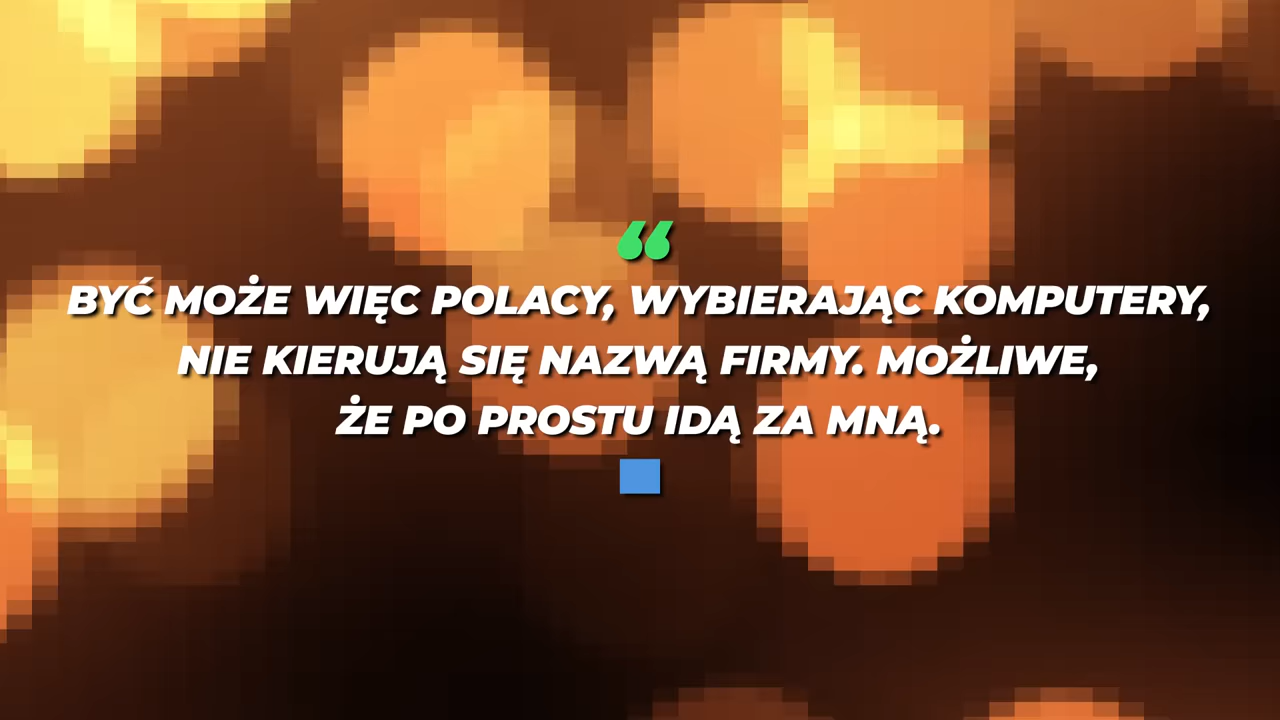 “
BYĆ MOŻE WIĘC POLACY, WYBIERAJĄC KOMPUTERY,
NIE KIERUJĄ SIĘ NAZWĄ FIRMY. MOŻLIWE,
ŻE PO PROSTU IDĄ ZA MNĄ.